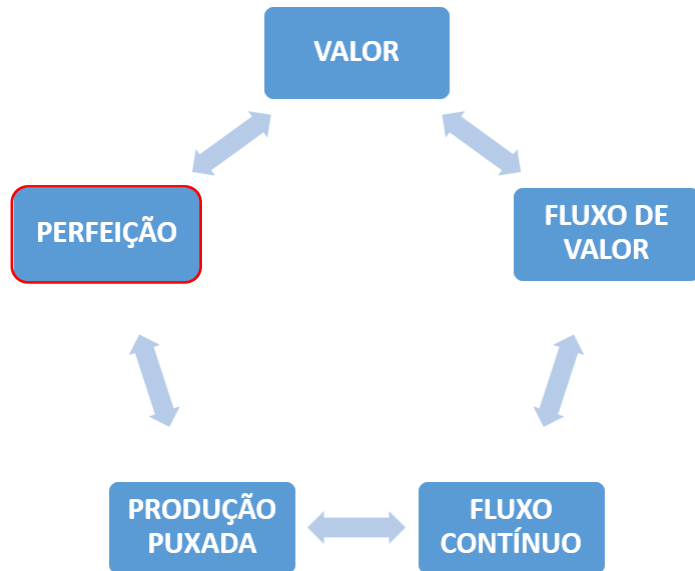 VALOR
PERFEIÇÃO
FLUXO DE
VALOR
PRODUÇÃO
PUXADA
FLUXO
CONTÍNUO